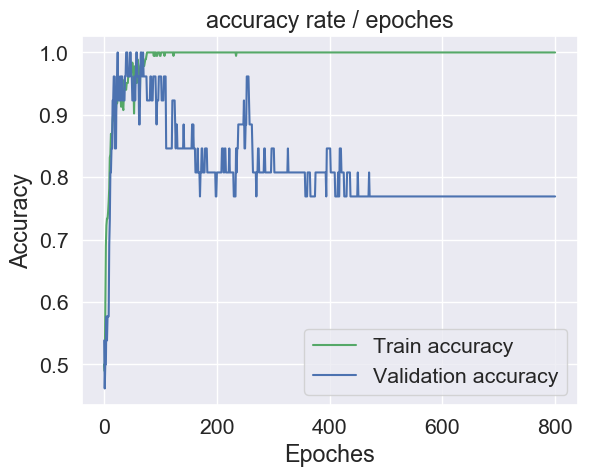 accuracy rate / epoches
1.0
0.9
0.8
0.7
0.6
0.5
Accuracy
Train accuracy
Validation accuracy
0 200 400 600 800
Epoches